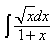 ∫ √x dx / (1 + x)